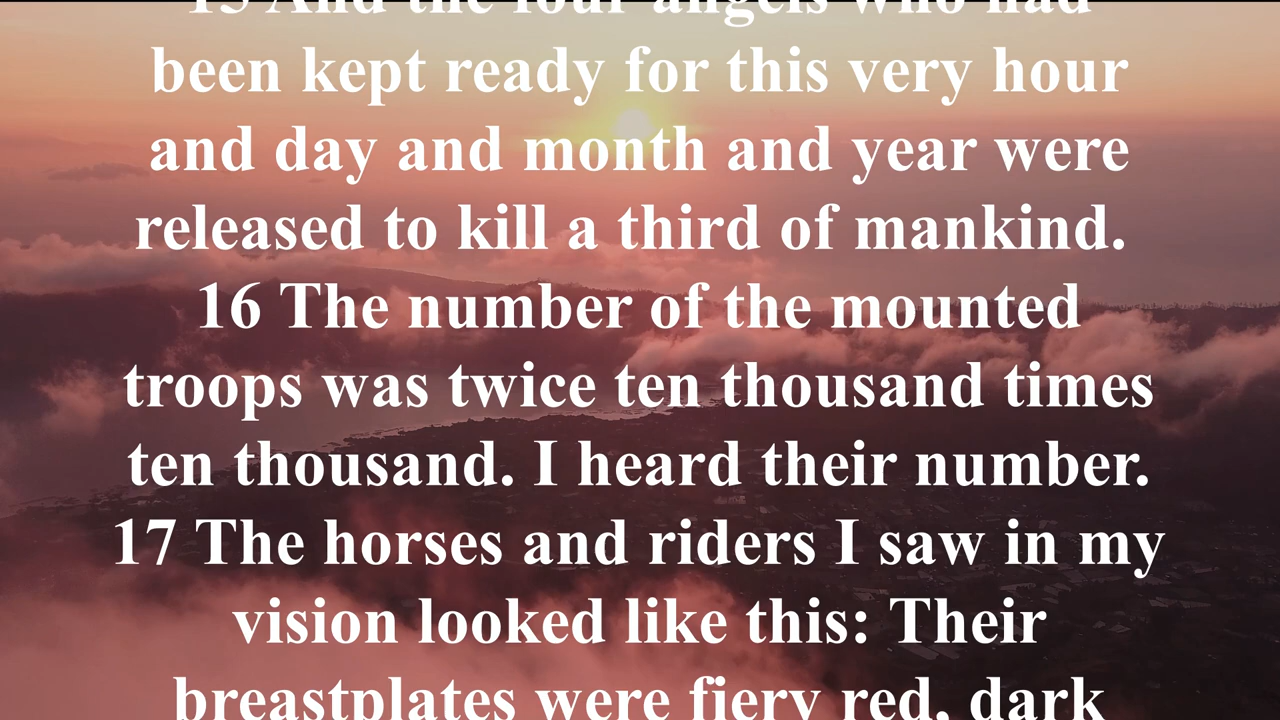 15 And the four angels who had
been kept ready for this very hour
and day and month and year were
released to kill a third of mankind.
16 The number of the mounted
troops was twice ten thousand times
ten thousand. I heard their number.
17 The horses and riders I saw in my
vision looked like this: Their
breastplates were fiery red, dark